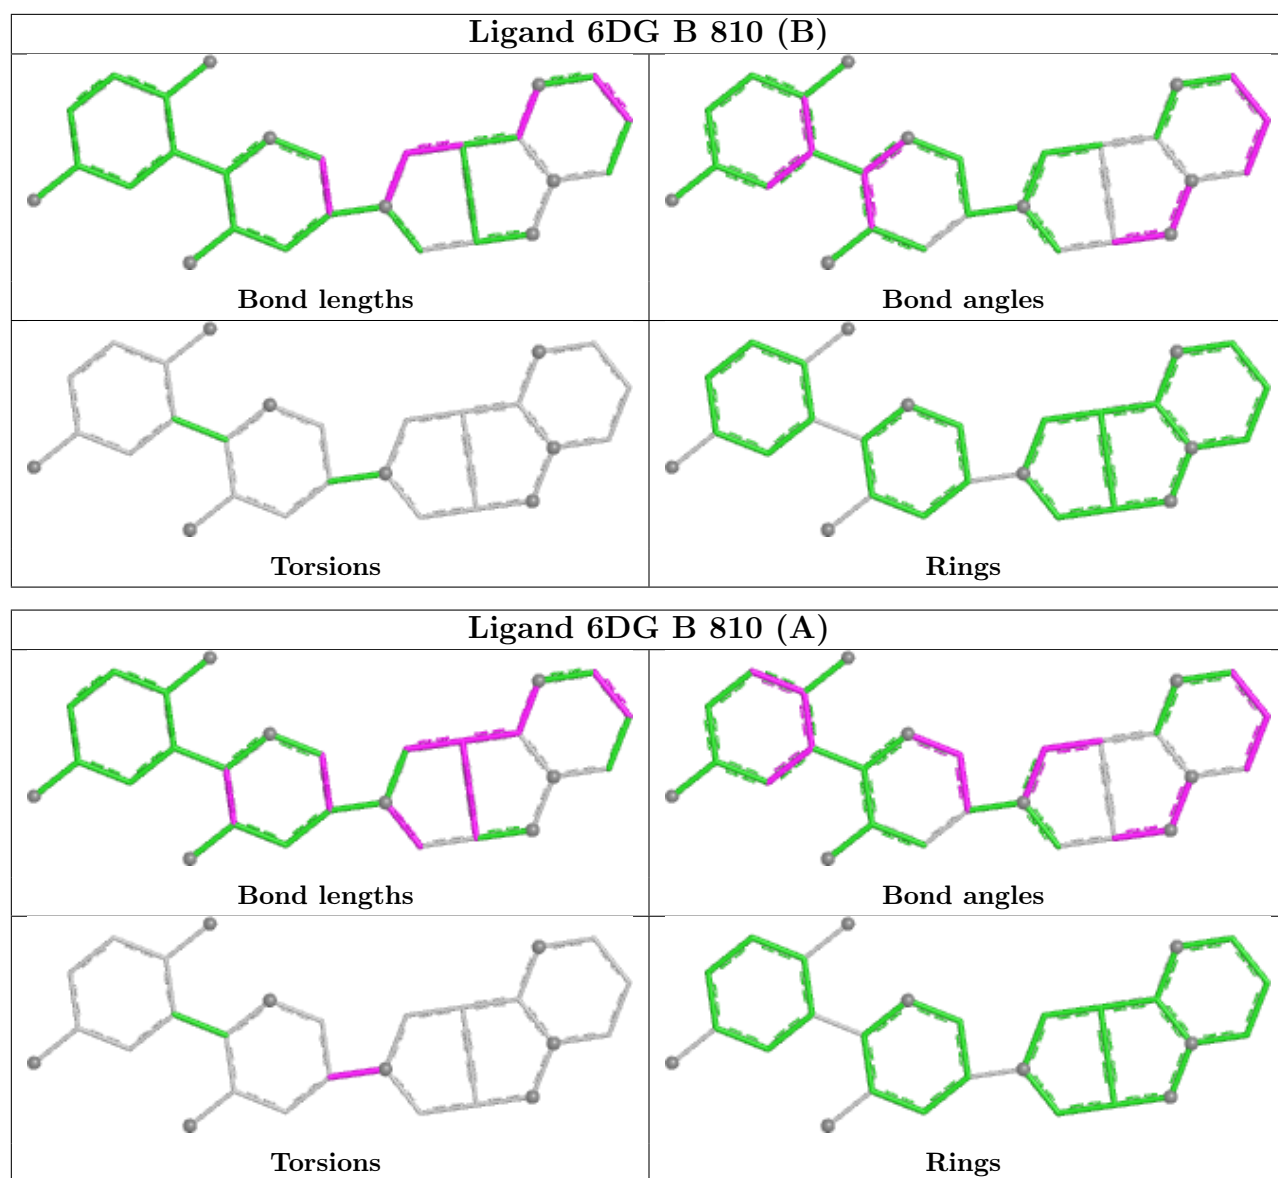 Ligand 6DG B 810 (B)
Bond lengths
Bond angles
Torsions
Rings
Ligand 6DG B 810 (A)
Bond lengths
Bond angles
Torsions
Rings